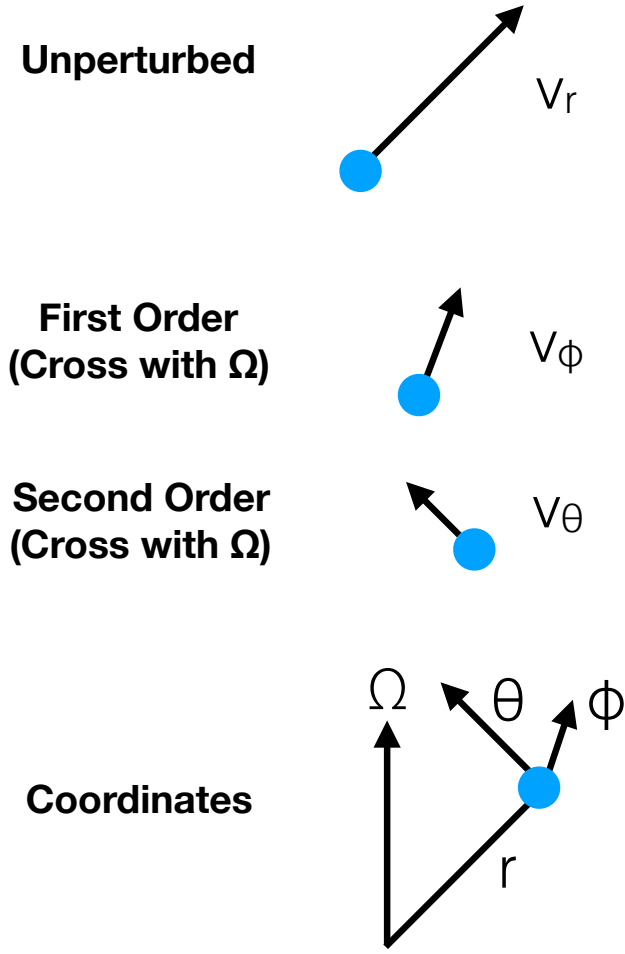 Unperturbed
Vr
First Order
(Cross with Ω)
Vϕ
Second Order
(Cross with Ω)
Vθ
Ω
θ
ϕ
Coordinates
r